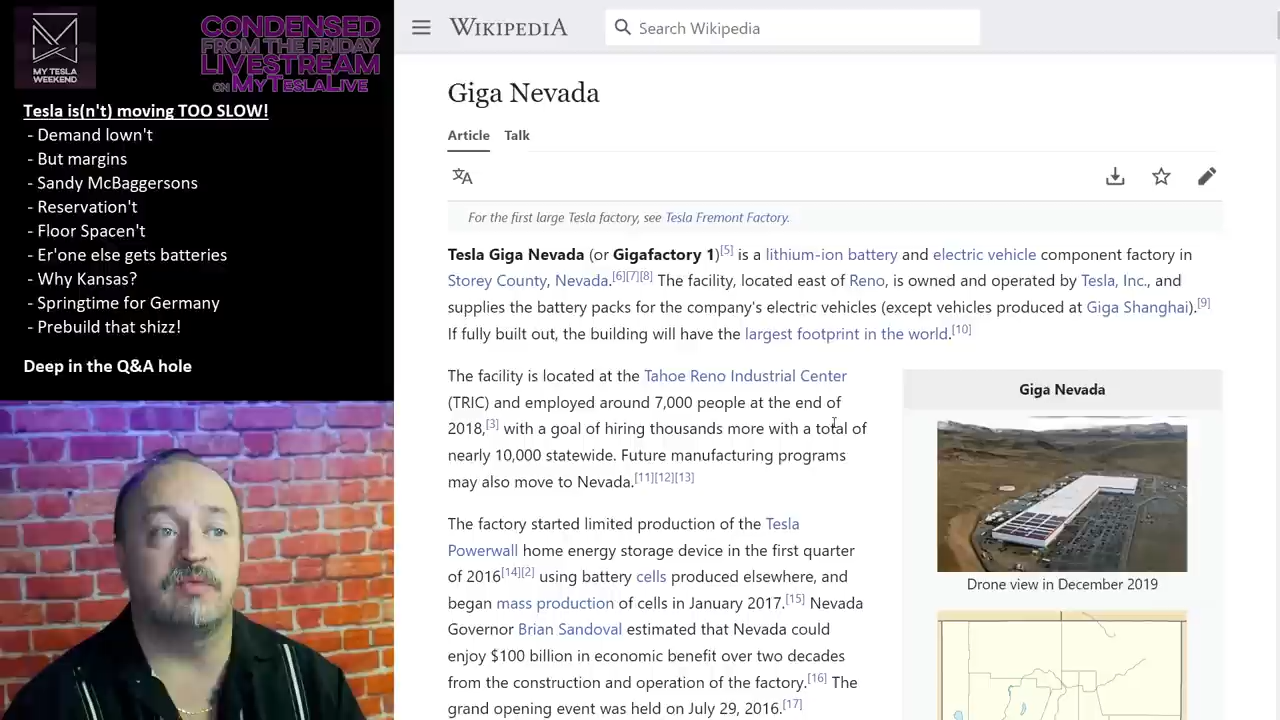 MY TESLA
WEEKEND
CONDENSED
FROM THE FRIDAY
LIVESTREAM
ON MYTESLALIVE
Tesla is(n't) moving TOO SLOW!
- Demand lown't
- But margins
- Sandy McBaggersons
- Reservation't
- Floor Spacen't
- Er'one else gets batteries
- Why Kansas?
- Springtime for Germany
- Prebuild that shizz!
Deep in the Q&A hole
WIKIPEDIA
Search Wikipedia
Giga Nevada
Article Talk
For the first large Tesla factory, see Tesla Fremont Factory.
Tesla Giga Nevada (or Gigafactory 1)[5] is a lithium-ion battery and electric vehicle component factory in
Storey County, Nevada.[6][7][8] The facility, located east of Reno, is owned and operated by Tesla, Inc., and
supplies the battery packs for the company's electric vehicles (except vehicles produced at Giga Shanghai).[9]
If fully built out, the building will have the largest footprint in the world.[10]
The facility is located at the Tahoe Reno Industrial Center
(TRIC) and employed around 7,000 people at the end of
2018,[3] with a goal of hiring thousands more with a total of
nearly 10,000 statewide. Future manufacturing programs
may also move to Nevada.[11][12][13]
The factory started limited production of the Tesla
Powerwall home energy storage device in the first quarter
of 2016[14][2] using battery cells produced elsewhere, and
began mass production of cells in January 2017.[15] Nevada
Governor Brian Sandoval estimated that Nevada could
enjoy $100 billion in economic benefit over two decades
from the construction and operation of the factory.[16] The
grand opening event was held on July 29, 2016.[17]
Giga Nevada
Drone view in December 2019